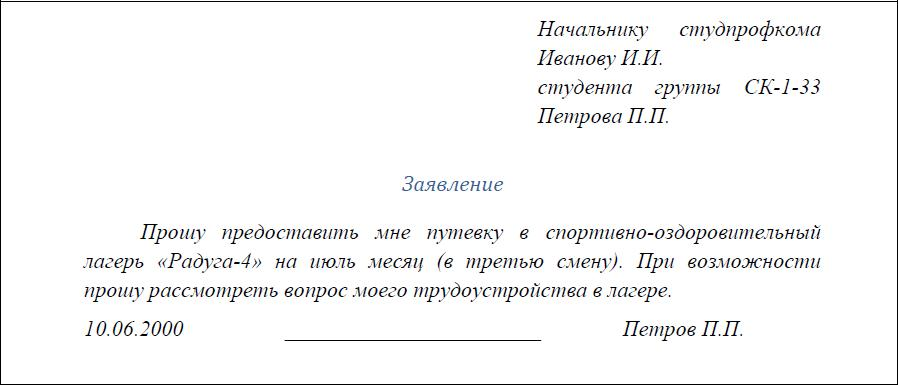 Начальнику студпрофкома
Иванову И.И.
студента группы СК-1-33
Петрова П.П.
Заявление
Прошу предоставить мне путевку в спортивно-оздоровительный
лагерь «Радуга-4» на июль месяц (в третью смену). При возможности
прошу рассмотреть вопрос моего трудоустройства в лагере.
10.06.2000 ________________________ Петров П.П.